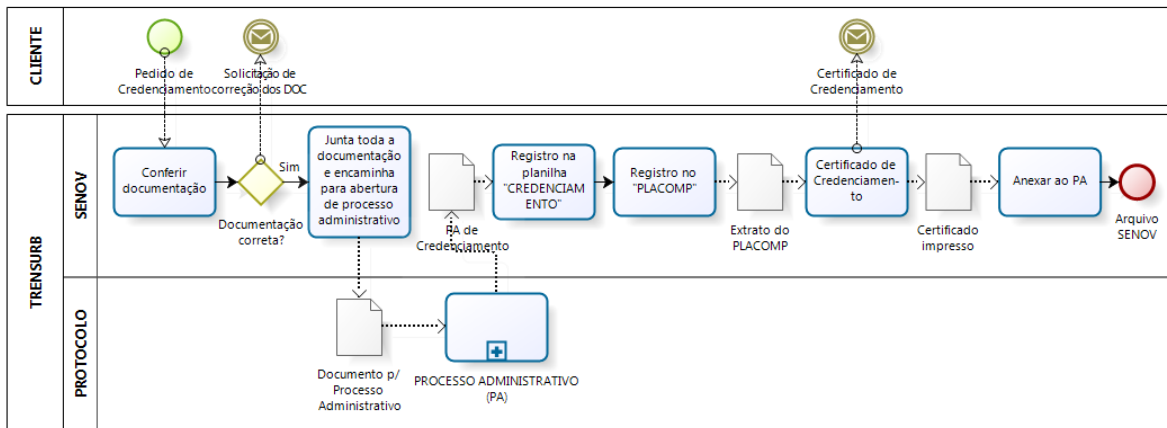 CLIENTE
Pedido de
Credenciamento
Solicitação de
correção dos DOC
Certificado de
Credenciamento
TRENSURB
SENOV
Conferir
documentação
Sim
Documentação
correta?
Junta toda a
documentação
e encaminha
para abertura
de processo
administrativo
PA de
Credenciamento
Registro na
planilha
"CREDENCIAM
ENTO"
Registro no
"PLACOMP"
Extrato do
PLACOMP
Certificado de
Credenciame-
nto
Certificado
impresso
Anexar ao PA
Arquivo
SENOV
PROTOCOLO
Documento p/
Processo
Administrativo
PROCESSO ADMINISTRATIVO
(PA)